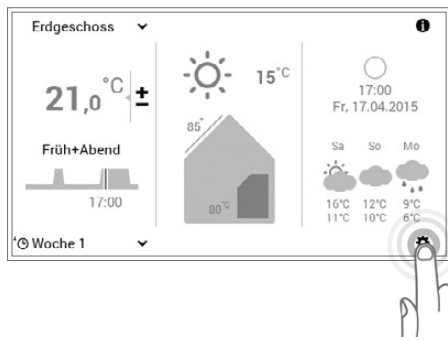 Erdgeschoss
i
21,0°C ±
Früh+Abend
17:00
Woche 1
15°C
85°
80°C
17:00
Fr, 17.04.2015
Sa So Mo
16°C 12°C 9°C
11°C 10°C 6°C